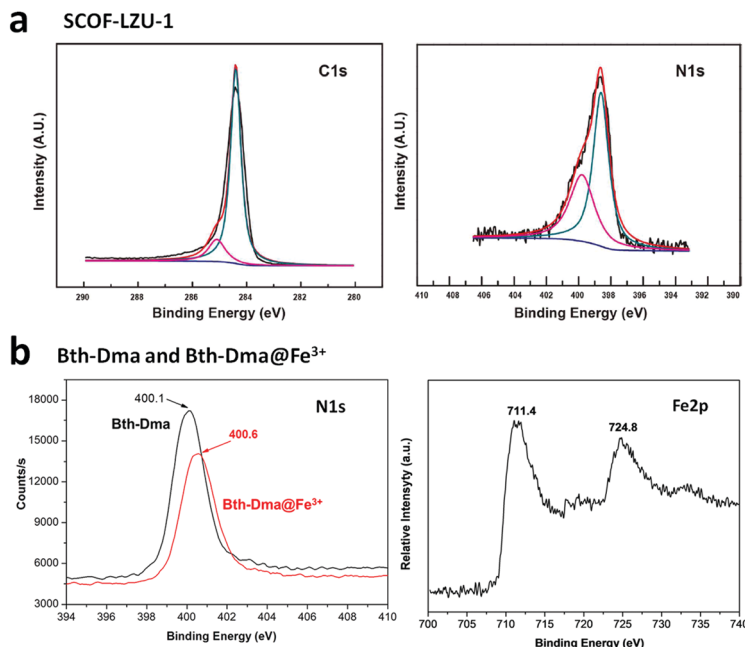 a SCOF-LZU-1
C1s
Intensity (A.U.)
290 288 286 284 282 280
Binding Energy (eV)
N1s
Intensity (A.U.)
410 408 406 404 402 400 398 396 394 392 390
Binding Energy (eV)
b Bth-Dma and Bth-Dma@Fe³⁺
18000
15000
12000
9000
6000
3000
Counts/s
400.1
N1s
Bth-Dma
400.6
Bth-Dma@Fe³⁺
394 396 398 400 402 404 406 408 410
Binding Energy (eV)
Fe2p
711.4
724.8
Relative Intensyty (a.u.)
700 705 710 715 720 725 730 735 740
Binding Energy (eV)